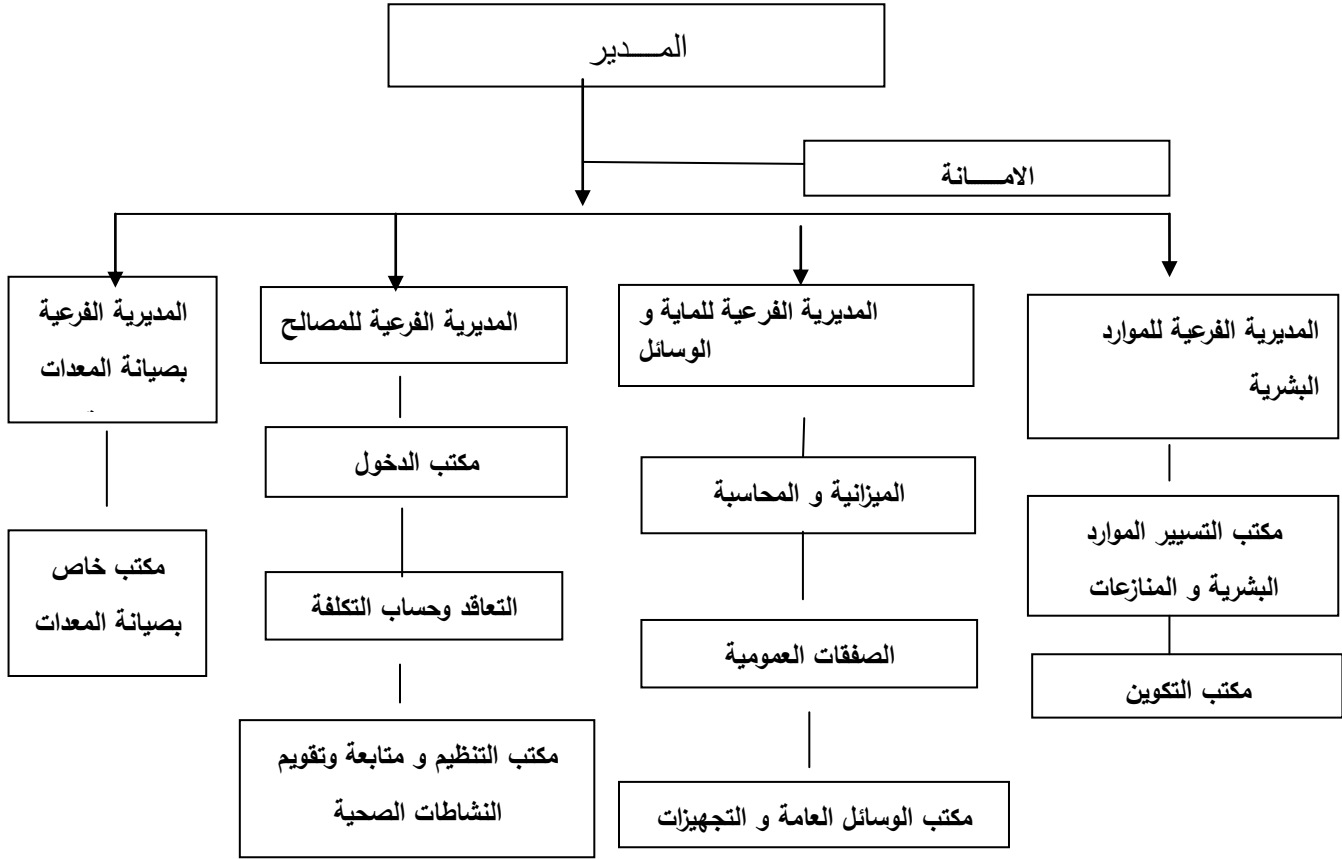 المـــــدير
الامـــــانة
المديرية الفرعية للموارد
البشرية
المديرية الفرعية للماية و
الوسائل
المديرية الفرعية للمصالح
المديرية الفرعية
بصيانة المعدات
مكتب التسيير الموارد
البشرية و المنازعات
مكتب التكوين
الميزانية و المحاسبة
الصفقات العمومية
مكتب الوسائل العامة و التجهيزات
مكتب الدخول
التعاقد وحساب التكلفة
مكتب التنظيم و متابعة وتقويم
النشاطات الصحية
مكتب خاص
بصيانة المعدات